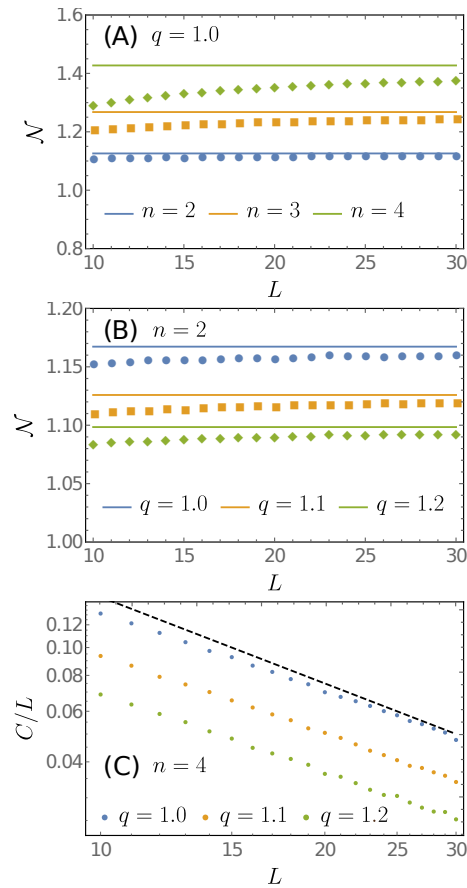 (A) q = 1.0
1.6
1.4
1.2
1.0
0.8
𝒩
n = 2 n = 3 n = 4
10 15 20 25 30
L
(B) n = 2
1.20
1.15
1.10
1.05
1.00
𝒩
q = 1.0 q = 1.1 q = 1.2
10 15 20 25 30
L
0.12
0.10
0.08
0.06
0.04
C/L
(C) n = 4
q = 1.0 q = 1.1 q = 1.2
10 15 20 25 30
L